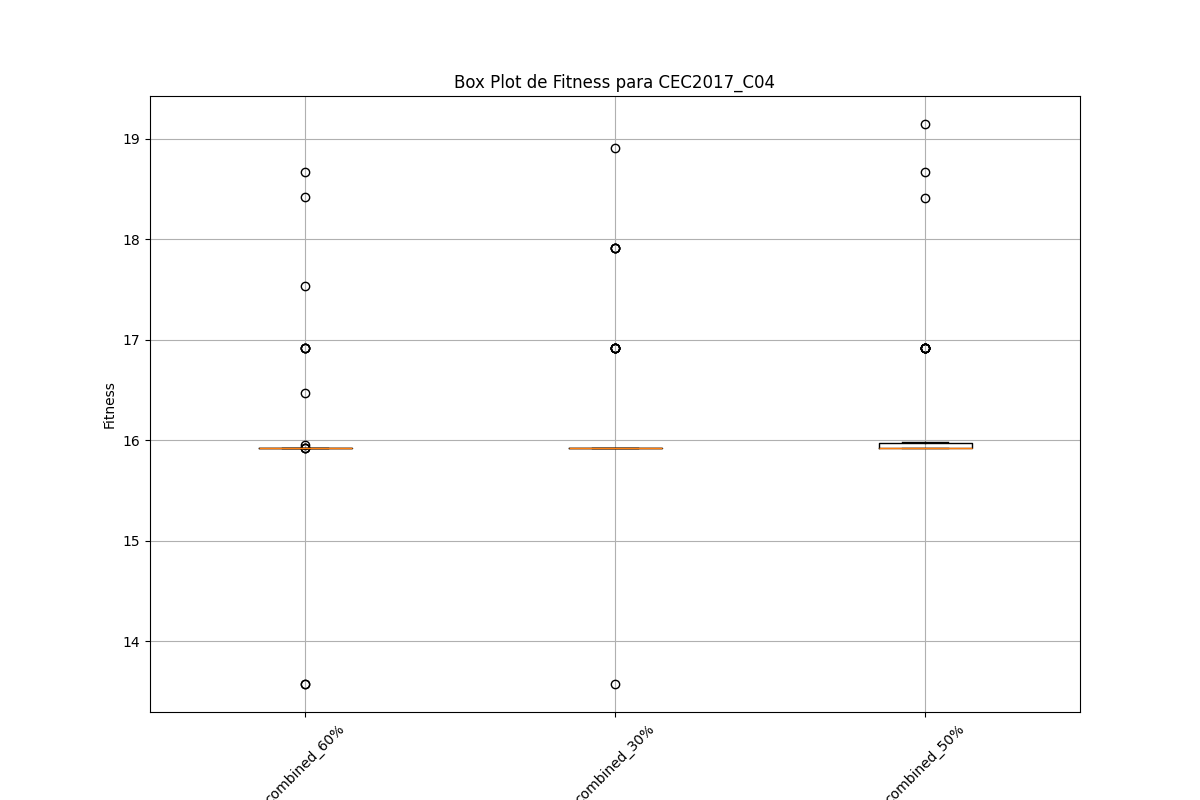 Box Plot de Fitness para CEC2017_C04
19
18
17
16
15
14
Fitness
combined_60%
combined_30%
combined_50%